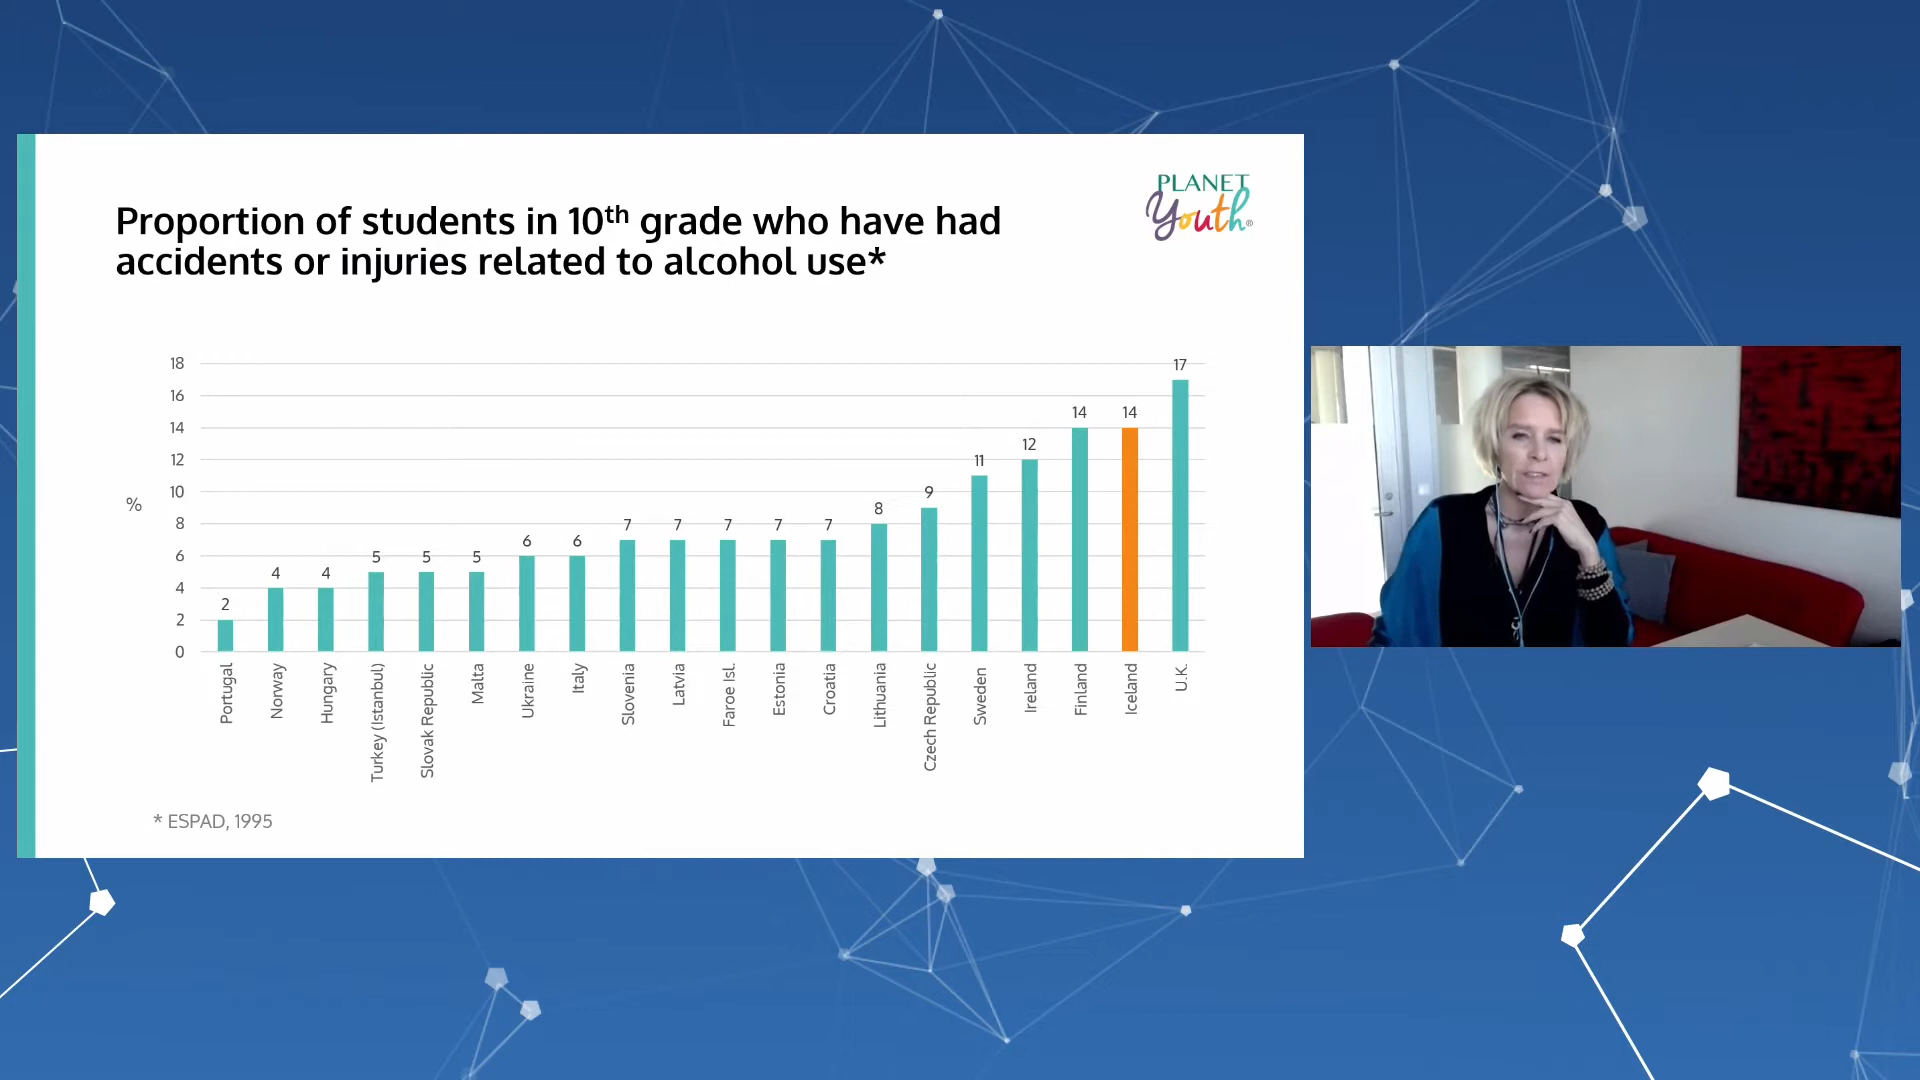 PLANET
Youth®
Proportion of students in 10th grade who have had
accidents or injuries related to alcohol use*
%
18
16
14
12
10
8
6
4
2
0
2
4
4
5
5
5
6
6
7
7
7
7
7
8
9
11
12
14
14
17
Portugal
Norway
Hungary
Turkey (Istanbul)
Slovak Republic
Malta
Ukraine
Italy
Slovenia
Latvia
Faroe Isl.
Estonia
Croatia
Lithuania
Czech Republic
Sweden
Ireland
Finland
Iceland
U.K.
* ESPAD, 1995